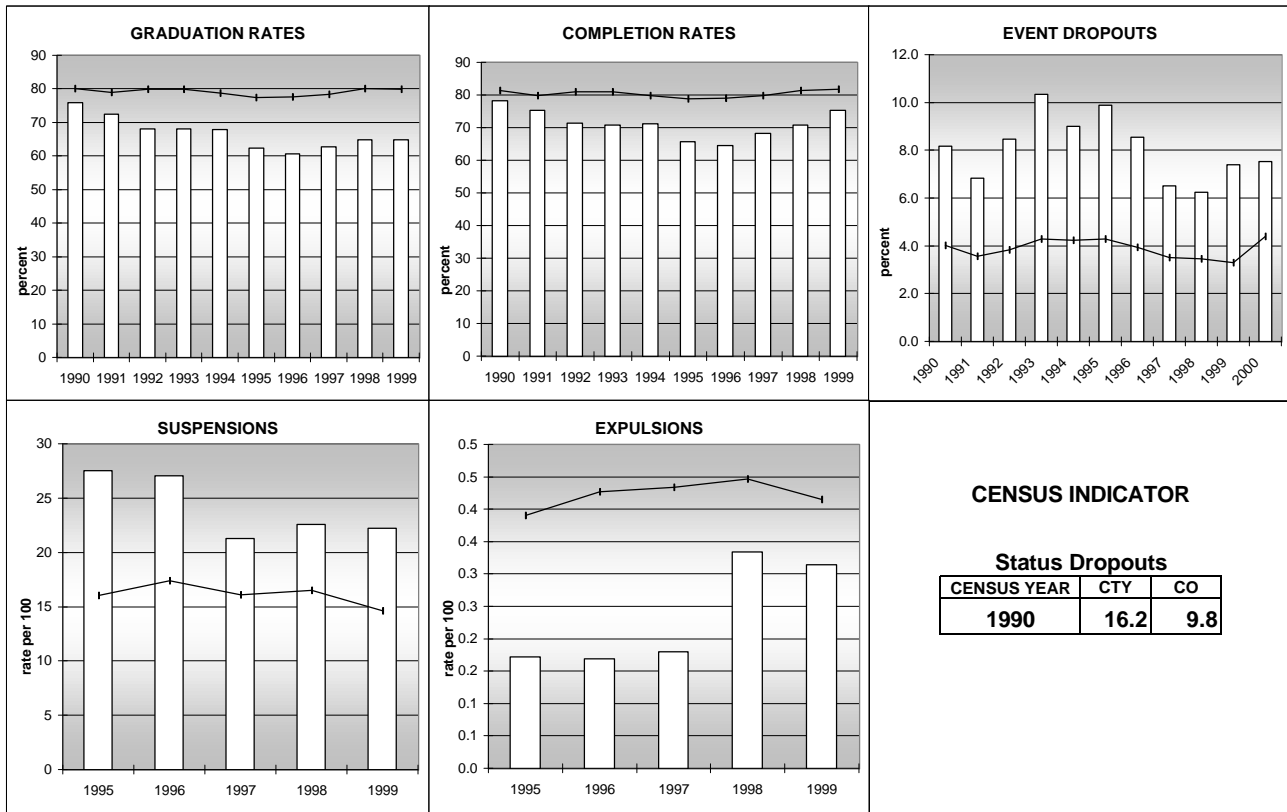 GRADUATION RATES
90
80
70
60
50
40
30
20
10
0
percent
1990 1991 1992 1993 1994 1995 1996 1997 1998 1999
COMPLETION RATES
90
80
70
60
50
40
30
20
10
0
percent
1990 1991 1992 1993 1994 1995 1996 1997 1998 1999
EVENT DROPOUTS
12.0
10.0
8.0
6.0
4.0
2.0
0.0
percent
1990 1991 1992 1993 1994 1995 1996 1997 1998 1999 2000
SUSPENSIONS
30
25
20
15
10
5
0
rate per 100
1995 1996 1997 1998 1999
EXPULSIONS
0.5
0.5
0.4
0.4
0.3
0.3
0.2
0.2
0.1
0.1
0.0
rate per 100
1995 1996 1997 1998 1999
CENSUS INDICATOR
Status Dropouts
CENSUS YEAR CTY CO
1990 16.2 9.8